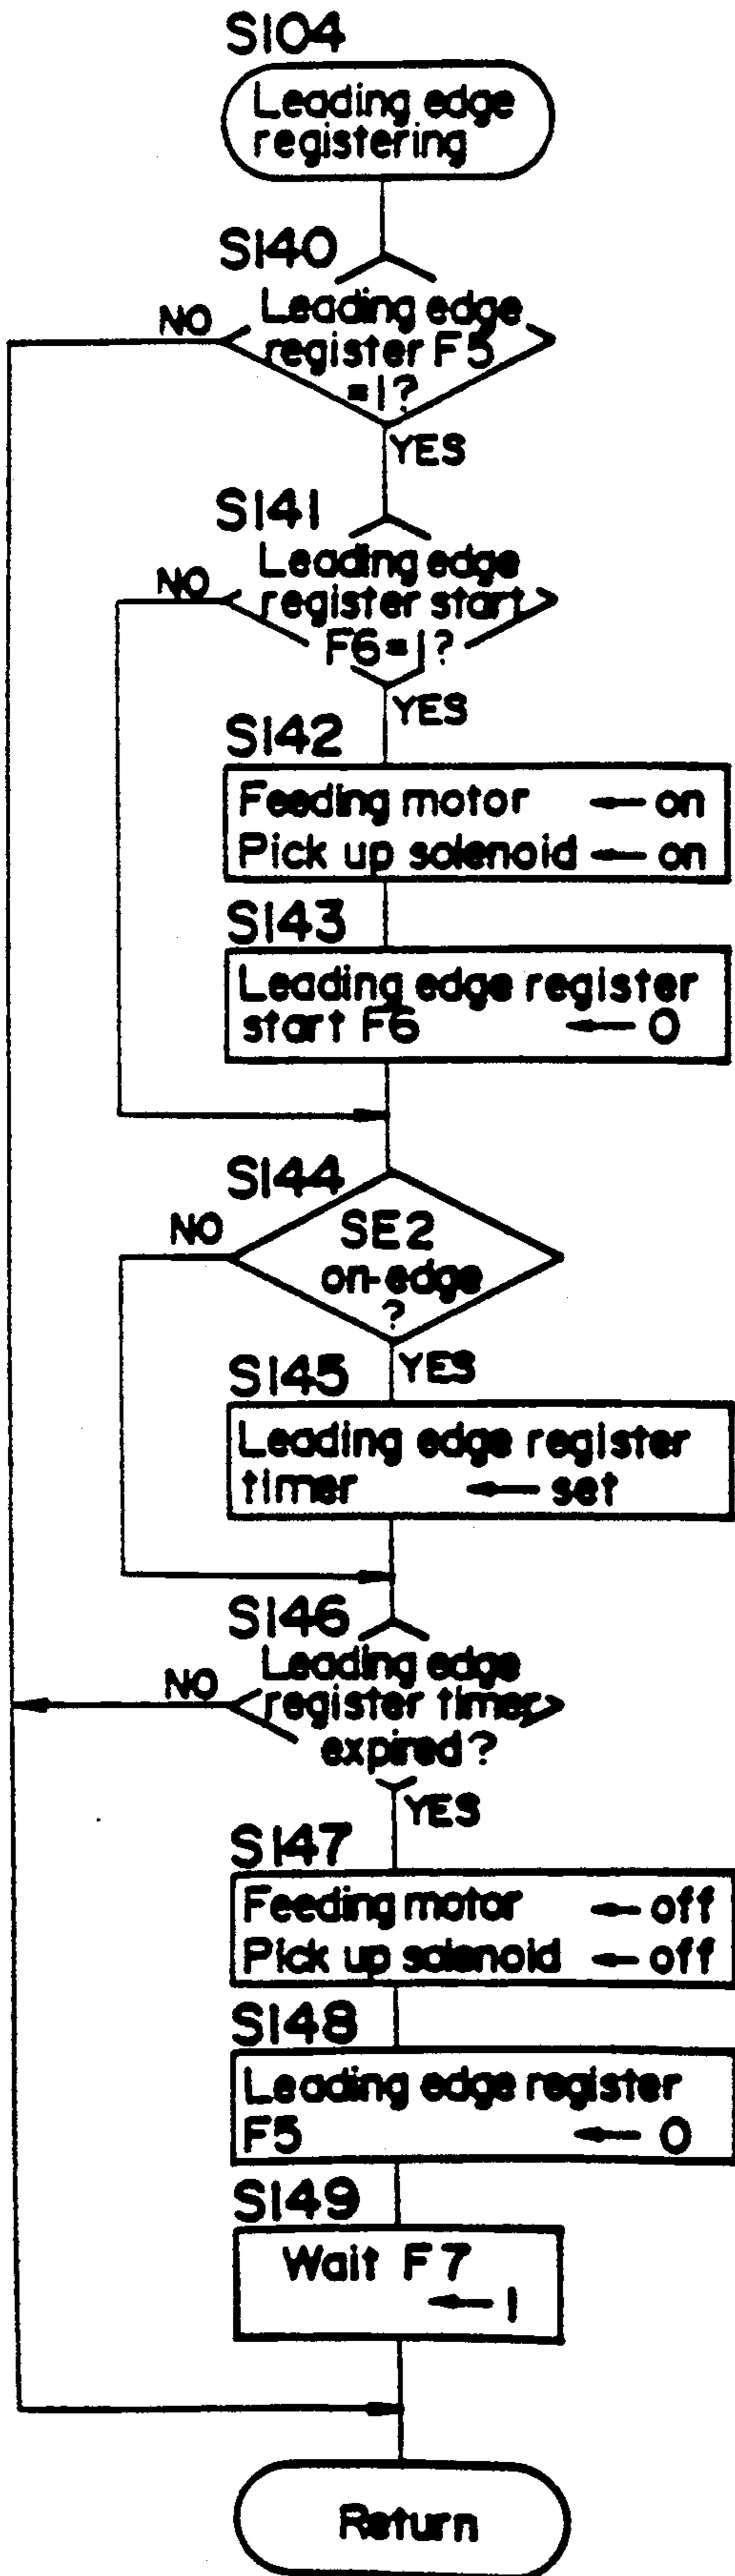 S104
Leading edge
registering
S140
Leading edge
register F5
=1?
NO
YES
S141
Leading edge
register start
F6=1?
NO
YES
S142
Feeding motor ← on
Pick up solenoid ← on
S143
Leading edge register
start F6 ← 0
S144
SE2
on-edge
?
NO
YES
S145
Leading edge register
timer ← set
S146
Leading edge
register timer
expired?
NO
YES
S147
Feeding motor ← off
Pick up solenoid ← off
S148
Leading edge register
F5 ← 0
S149
Wait F7
← 1
Return